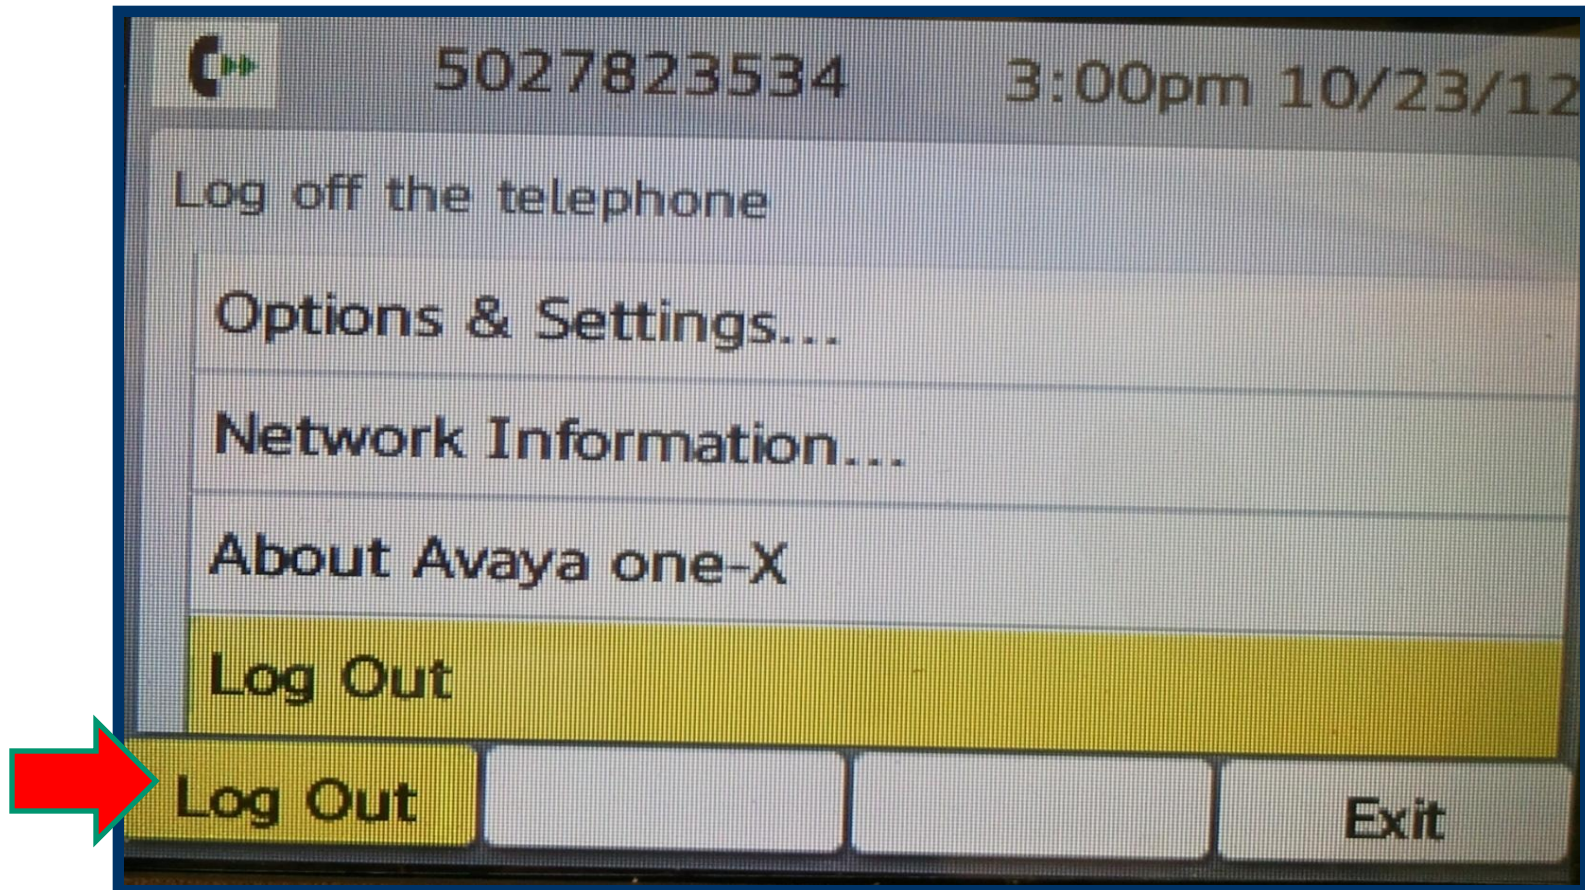 5027823534 3:00pm 10/23/12
Log off the telephone
Options & Settings...
Network Information...
About Avaya one-X
Log Out
Log Out Exit